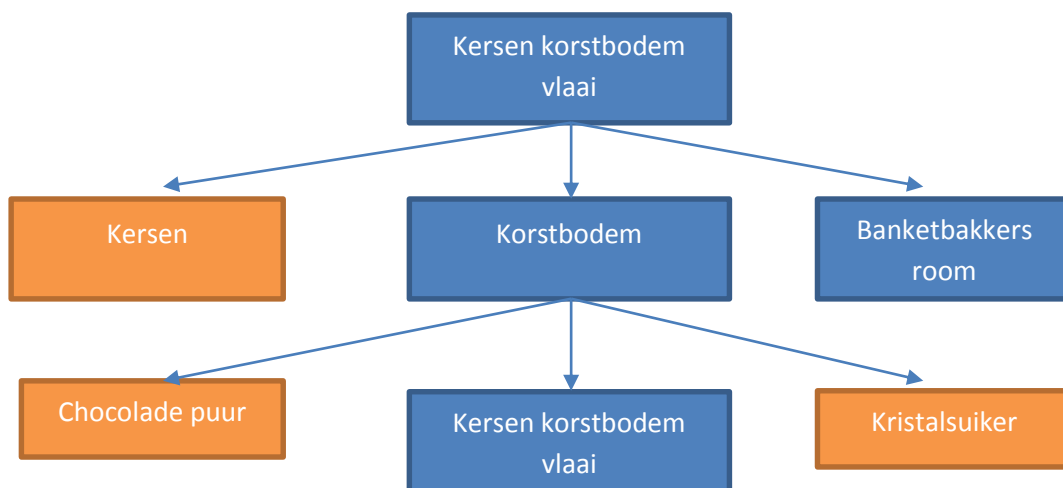 Kersen korstbodem
vlaai
Kersen
Korstbodem
Banketbakkers
room
Chocolade puur
Kersen korstbodem
vlaai
Kristalsuiker